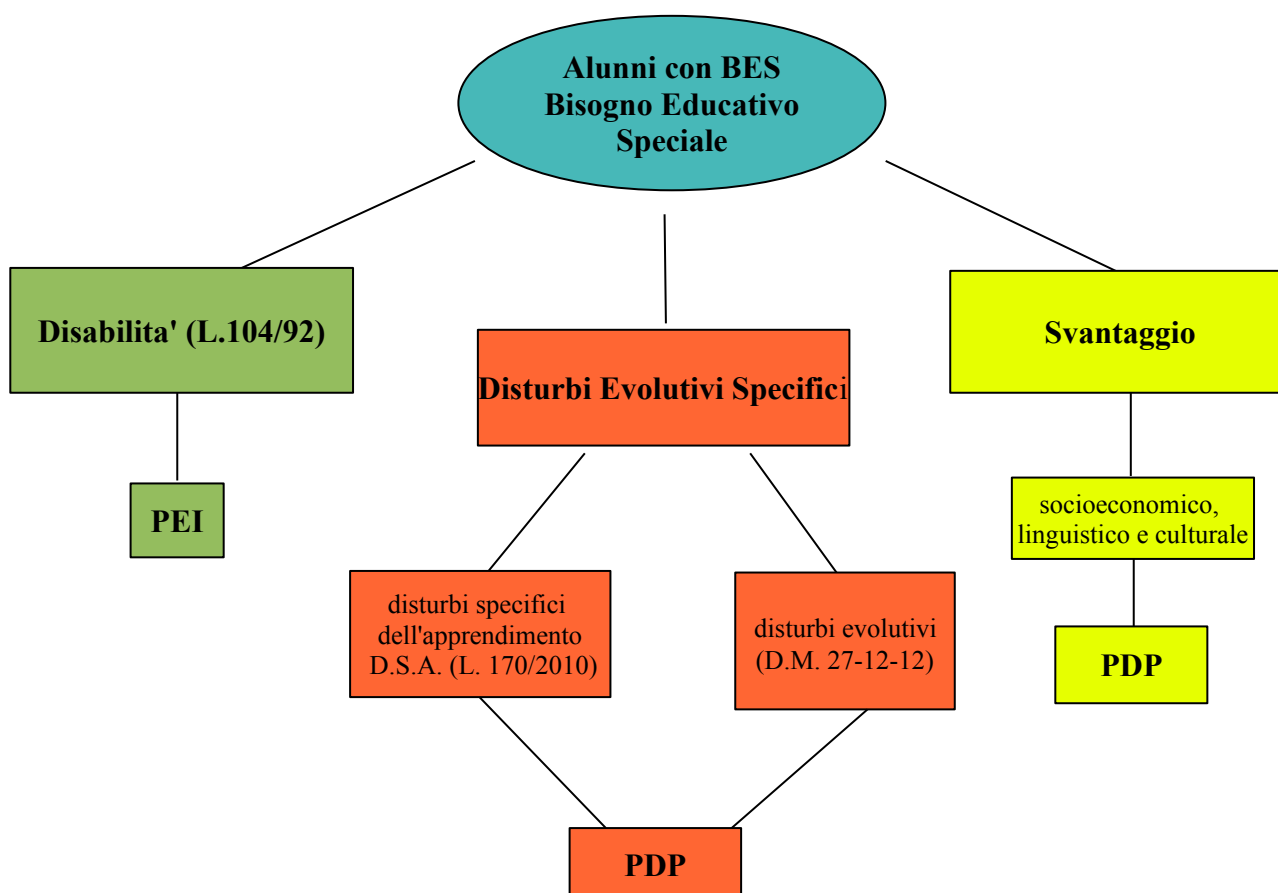 Alunni con BES
Bisogno Educativo
Speciale
Disabilita' (L.104/92)
Svantaggio
Disturbi Evolutivi Specifici
PEI
socioeconomico,
linguistico e culturale
disturbi specifici
dell'apprendimento
D.S.A. (L. 170/2010)
disturbi evolutivi
(D.M. 27-12-12)
PDP
PDP